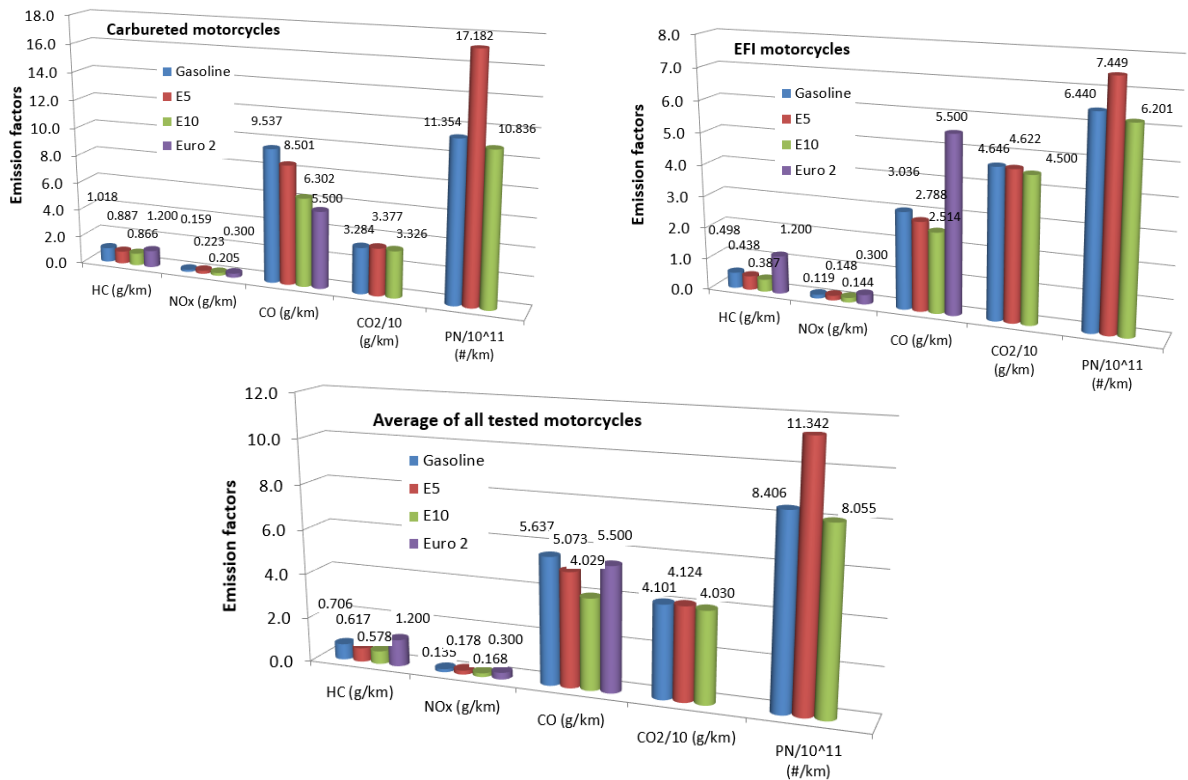 Carbureted motorcycles
Emission factors
18.0
16.0
14.0
12.0
10.0
8.0
6.0
4.0
2.0
0.0
Gasoline
E5
E10
Euro 2
1.018
0.887
0.866
1.200
0.159
0.223
0.205
0.300
9.537
8.501
6.302
5.500
3.284
3.377
3.326
11.354
17.182
10.836
HC (g/km)
NOx (g/km)
CO (g/km)
CO2/10
(g/km)
PN/10^11
(#/km)
EFI motorcycles
Emission factors
8.0
7.0
6.0
5.0
4.0
3.0
2.0
1.0
0.0
Gasoline
E5
E10
Euro 2
0.498
0.438
0.387
1.200
0.119
0.148
0.144
0.300
3.036
2.788
2.514
5.500
4.646
4.622
4.500
6.440
7.449
6.201
HC (g/km)
NOx (g/km)
CO (g/km)
CO2/10
(g/km)
PN/10^11
(#/km)
Average of all tested motorcycles
Emission factors
12.0
10.0
8.0
6.0
4.0
2.0
0.0
Gasoline
E5
E10
Euro 2
0.706
0.617
0.578
1.200
0.135
0.178
0.168
0.300
5.637
5.073
4.029
5.500
4.101
4.124
4.030
8.406
11.342
8.055
HC (g/km)
NOx (g/km)
CO (g/km)
CO2/10 (g/km)
PN/10^11
(#/km)